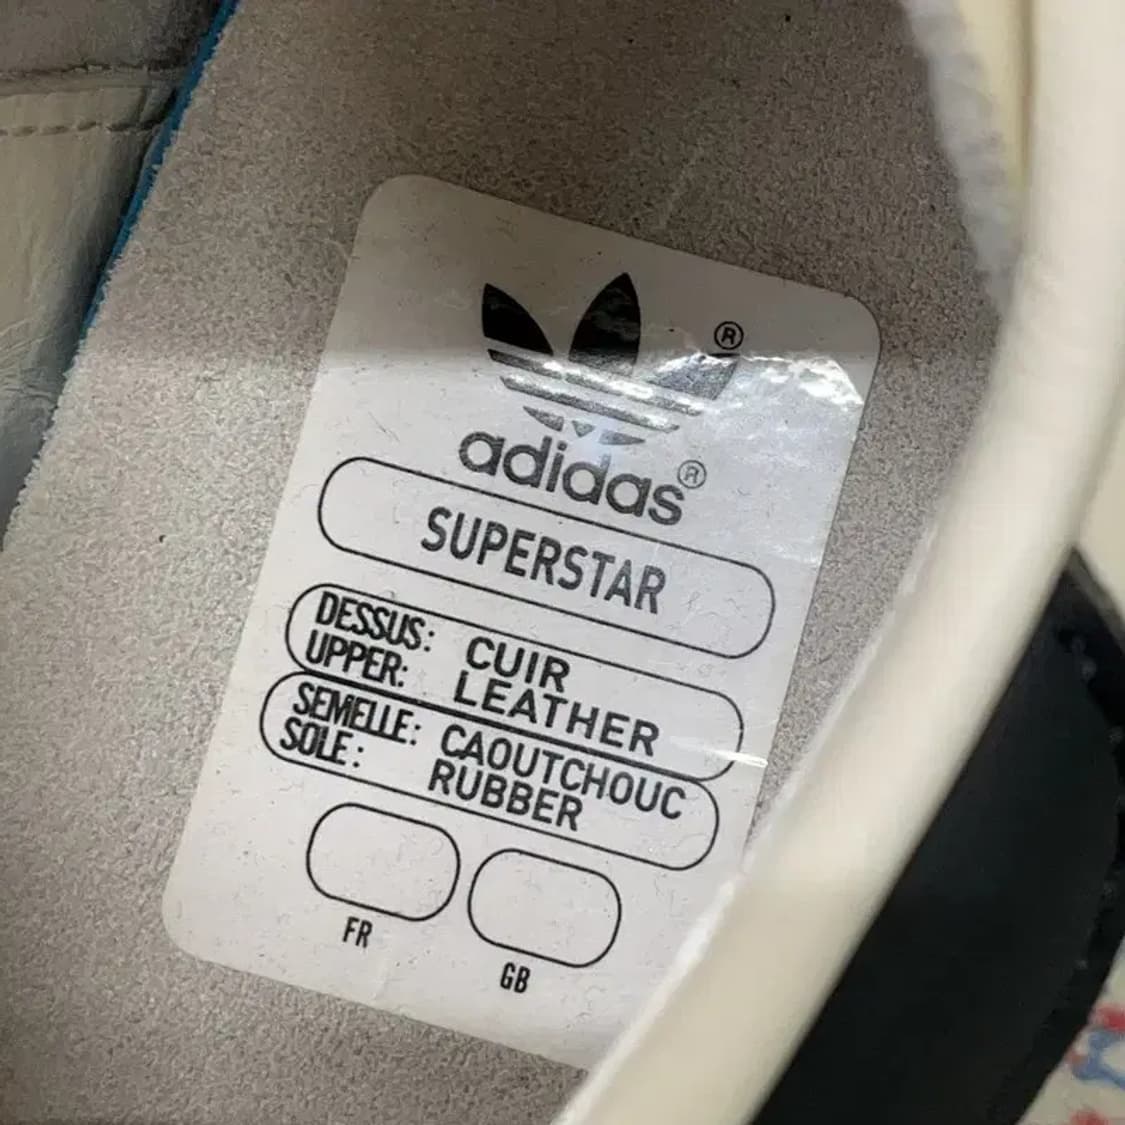 ®
adidas®
SUPERSTAR
DESSUS: CUIR
UPPER: LEATHER
SEMELLE: CAOUTCHOUC
SOLE: RUBBER
FR GB